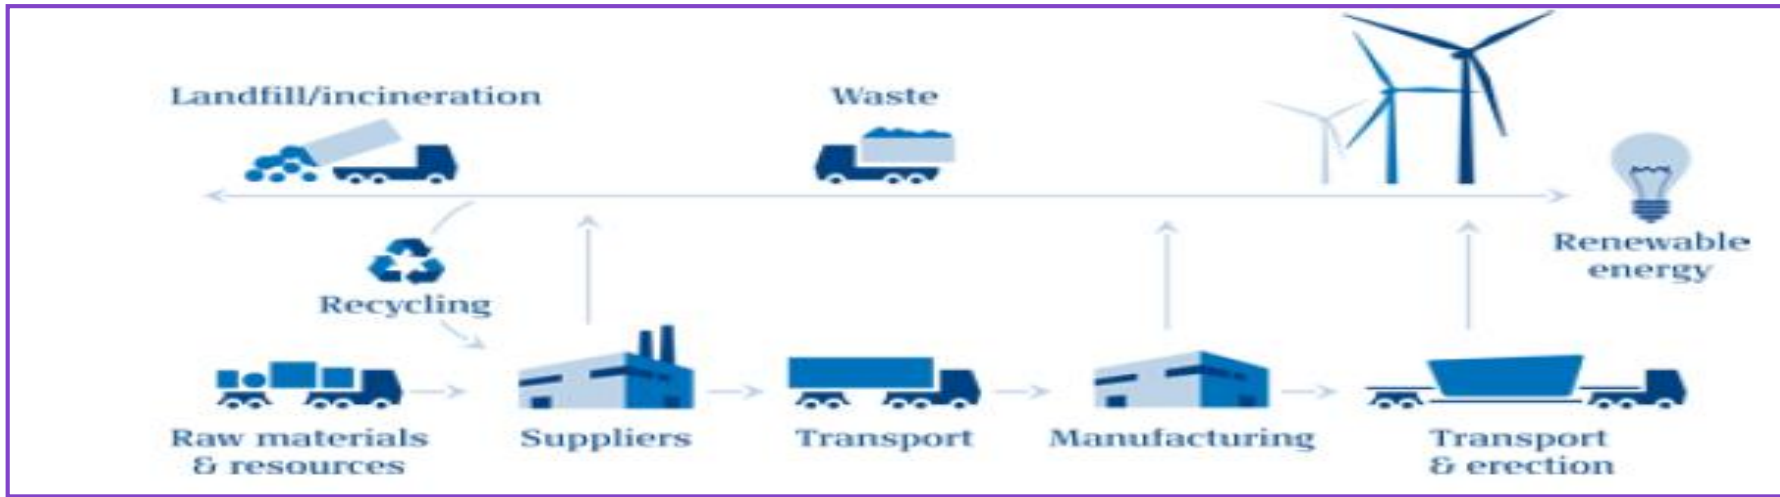 Landfill/incineration
Waste
Renewable
energy
Recycling
Raw materials
& resources
Suppliers
Transport
Manufacturing
Transport
& erection